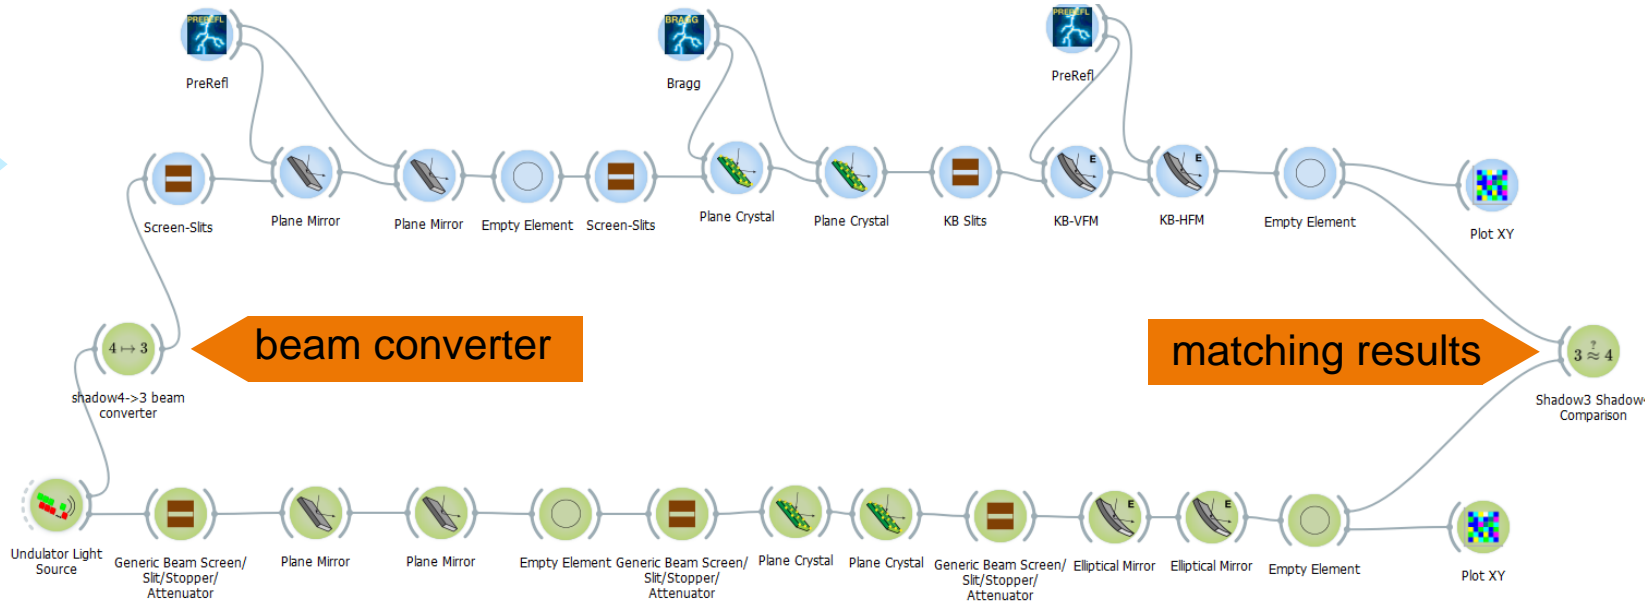 PREREFL
BRAGG
PREREFL
PreRefl
Bragg
PreRefl
E
E
Screen-Slits
Plane Mirror
Plane Mirror
Empty Element
Screen-Slits
Plane Crystal
Plane Crystal
KB Slits
KB-VFM
KB-HFM
Empty Element
Plot XY
4 ↦ 3
beam converter
matching results
?
3 ≈ 4
shadow4->3 beam
converter
Shadow3 Shadow4
Comparison
E
E
Undulator Light
Source
Generic Beam Screen/
Slit/Stopper/
Attenuator
Plane Mirror
Plane Mirror
Empty Element
Generic Beam Screen/
Slit/Stopper/
Attenuator
Plane Crystal
Plane Crystal
Generic Beam Screen/
Slit/Stopper/
Attenuator
Elliptical Mirror
Elliptical Mirror
Empty Element
Plot XY